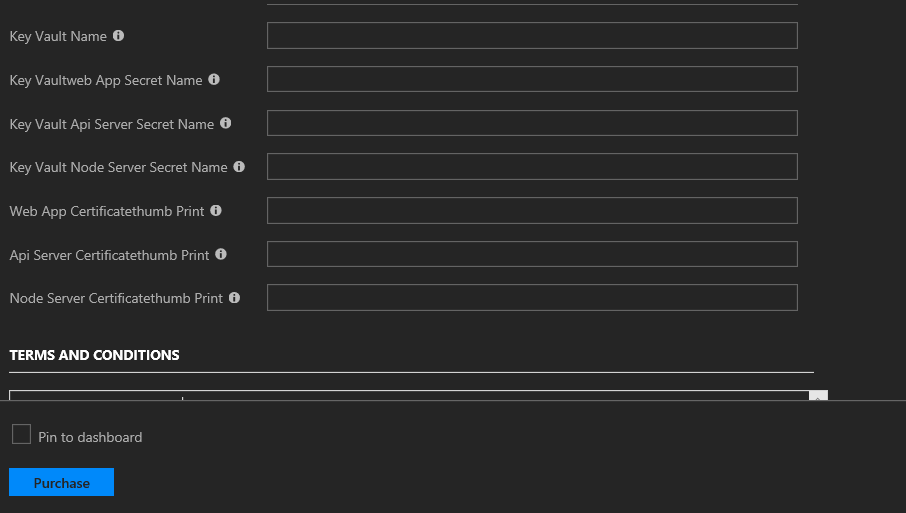 Key Vault Name
Key Vaultweb App Secret Name
Key Vault Api Server Secret Name
Key Vault Node Server Secret Name
Web App Certificatethumb Print
Api Server Certificatethumb Print
Node Server Certificatethumb Print
TERMS AND CONDITIONS
Pin to dashboard
Purchase